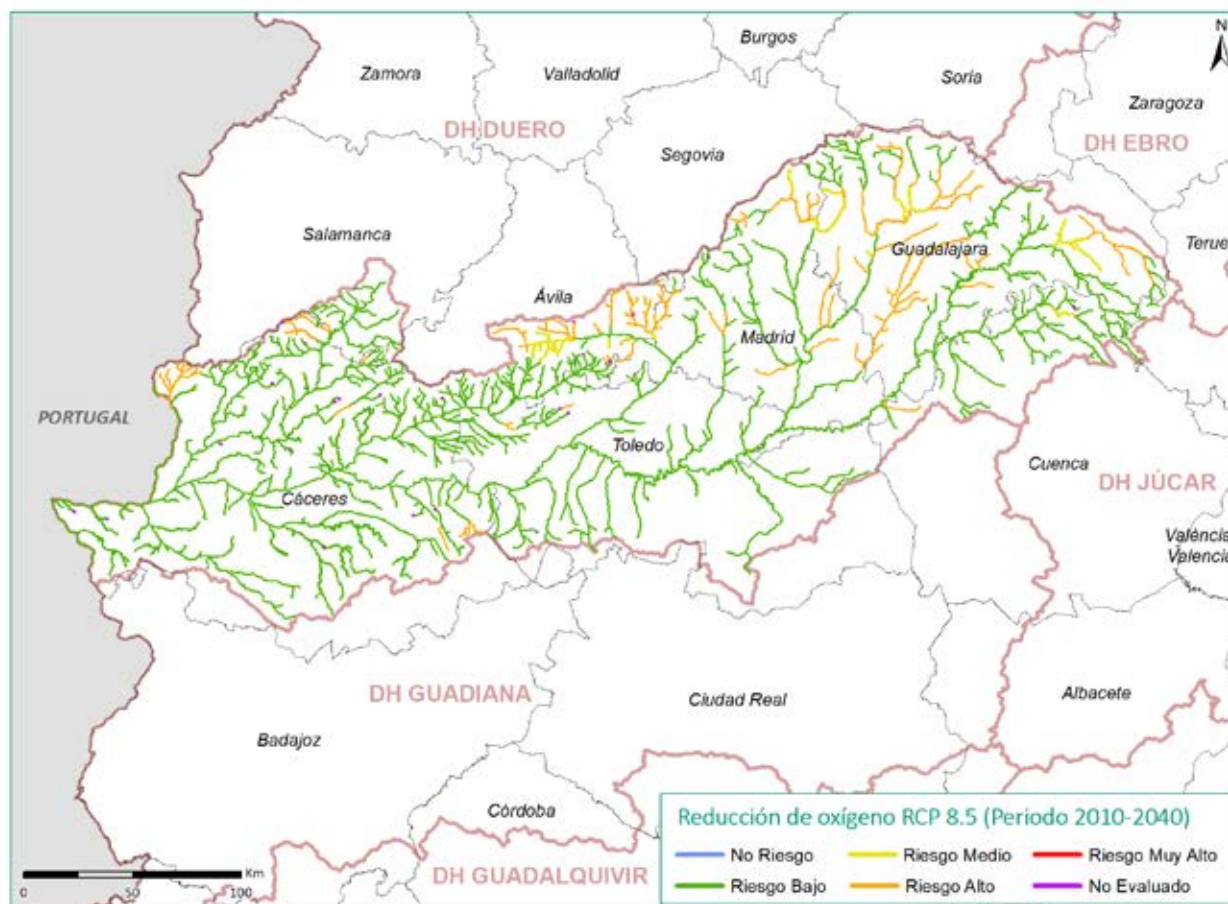 Burgos
N
Zamora
Valladolid
Soria
Zaragoza
DH DUERO
DH EBRO
Segovia
Salamanca
Guadalajara
Teruel
Ávila
Madrid
PORTUGAL
Toledo
Cuenca
Cáceres
DH JÚCAR
València
Valencia
DH GUADIANA
Ciudad Real
Albacete
Badajoz
Córdoba
Reducción de oxígeno RCP 8.5 (Periodo 2010-2040)
No Riesgo Riesgo Medio Riesgo Muy Alto
Riesgo Bajo Riesgo Alto No Evaluado
Km
0 50 100
DH GUADALQUIVIR